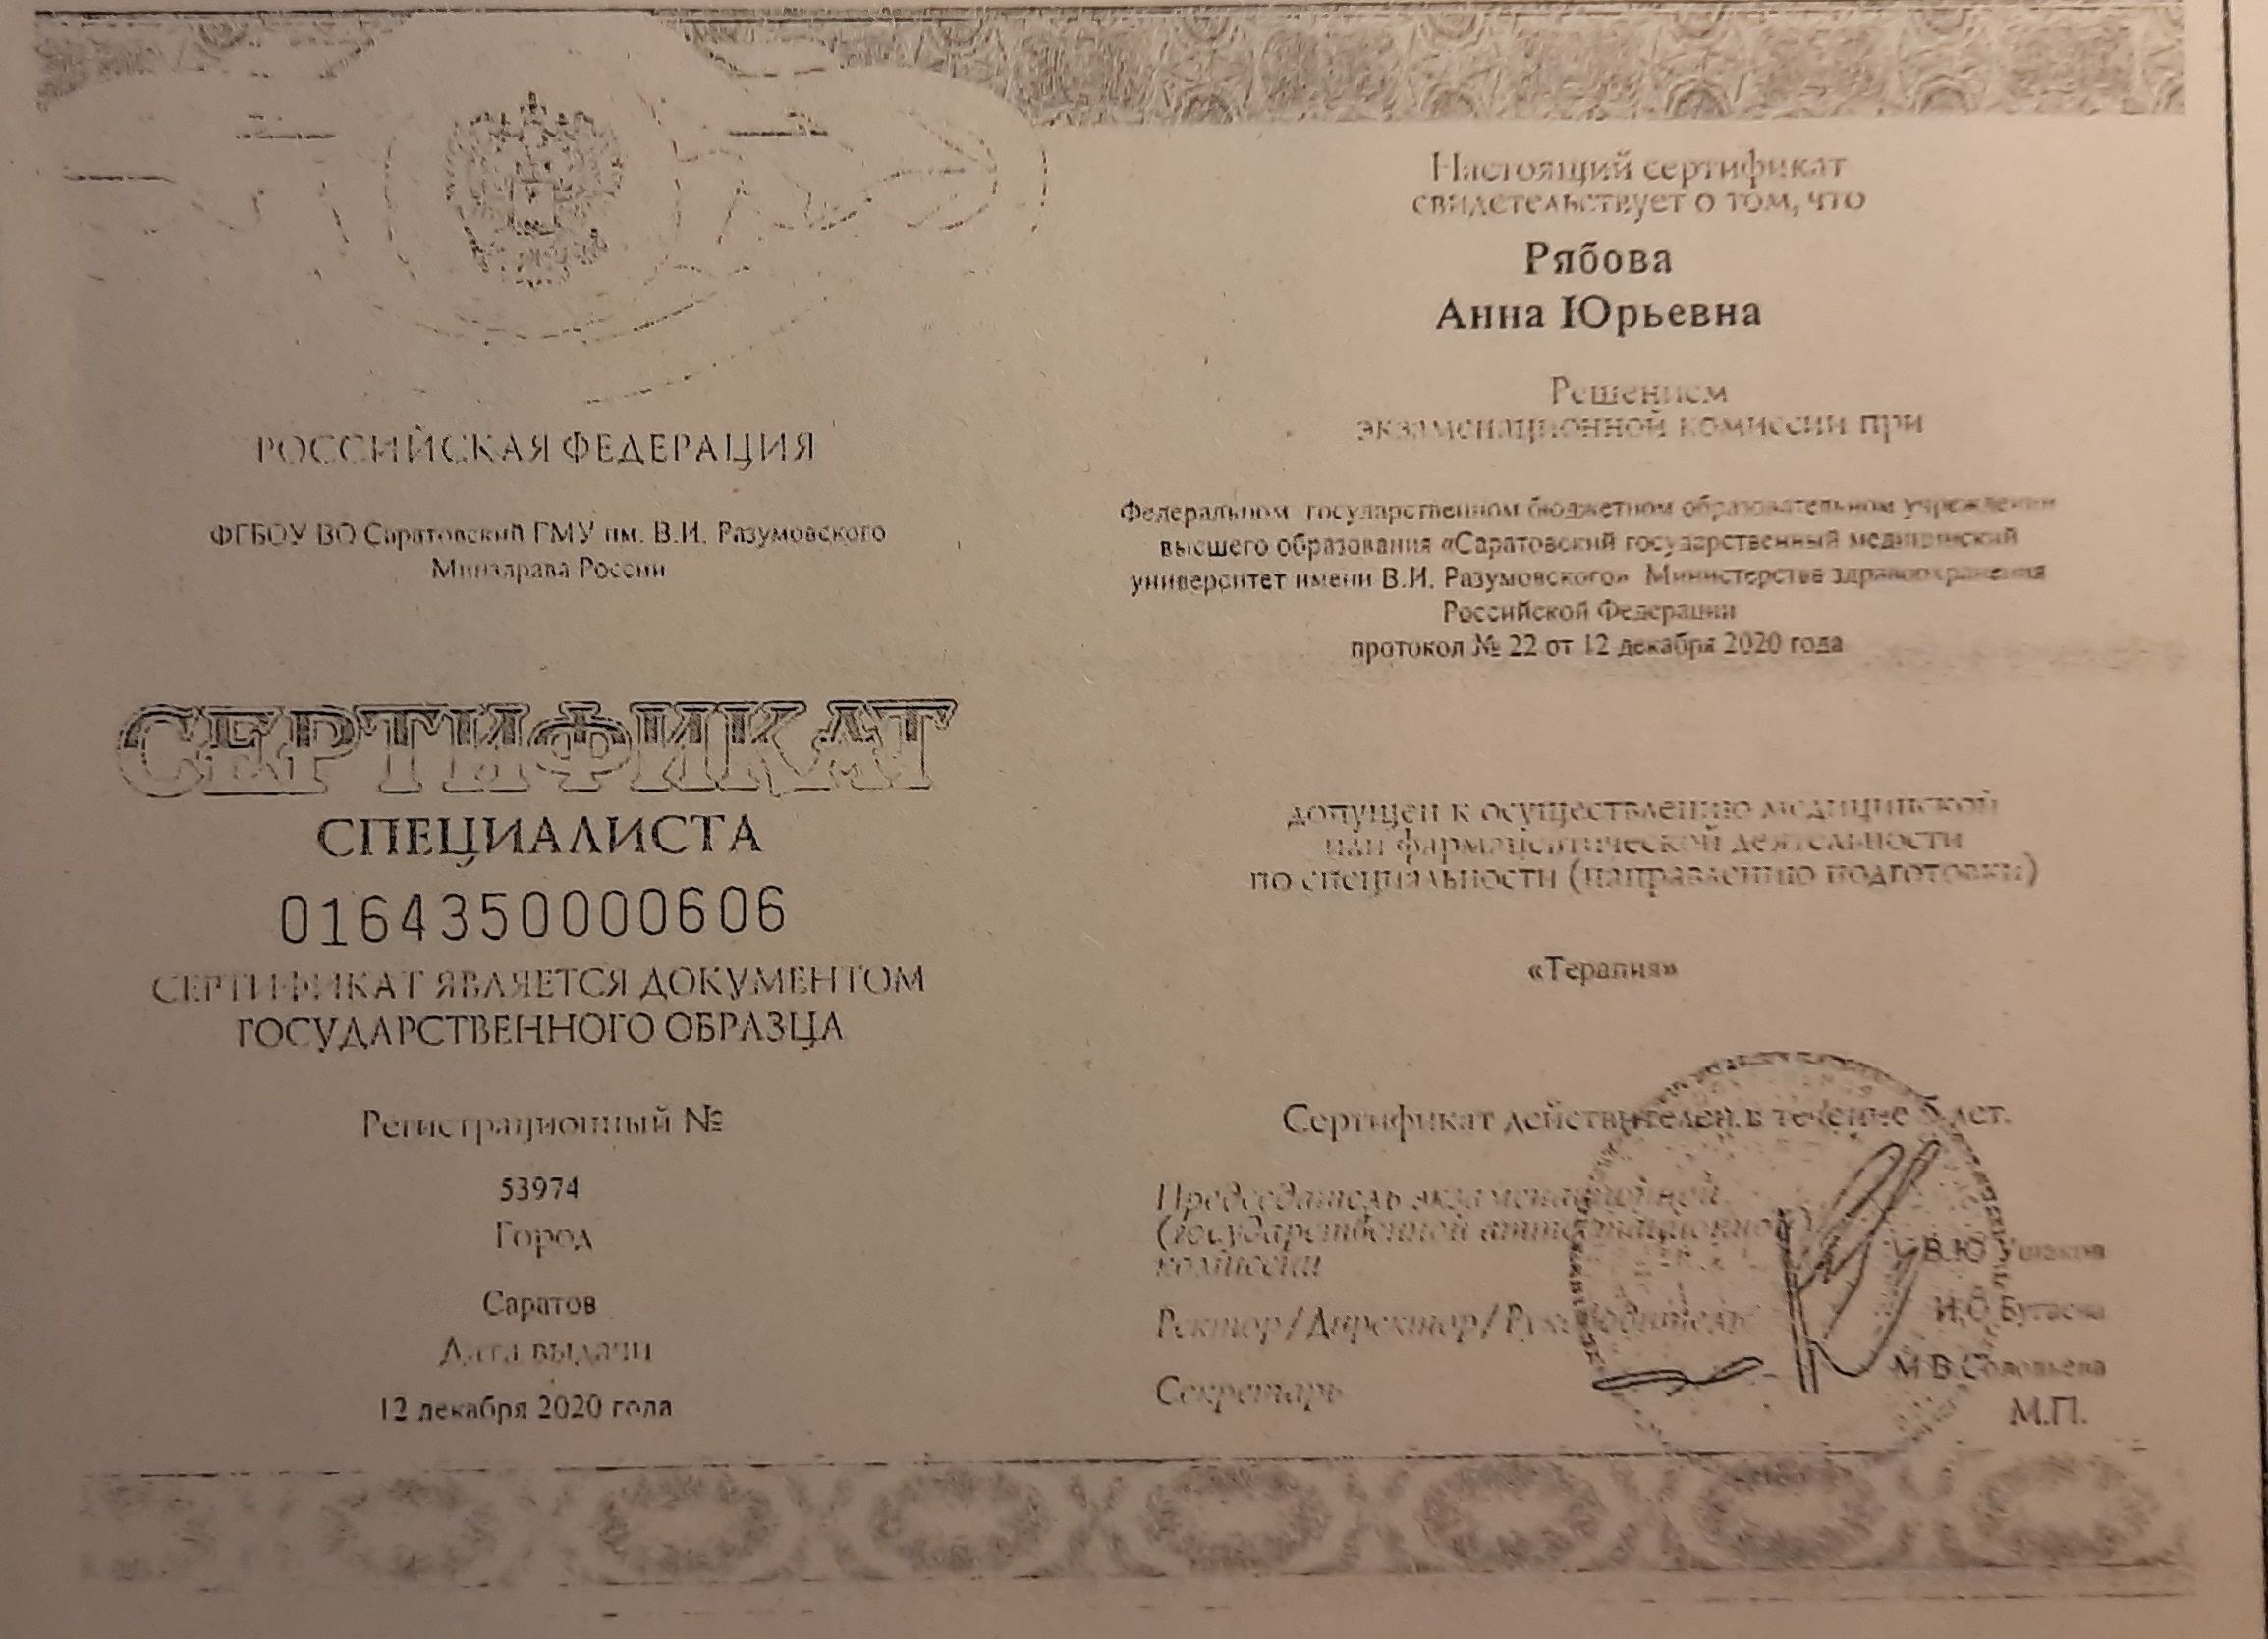 РОССИЙСКАЯ ФЕДЕРАЦИЯ
ФГБОУ ВО Саратовский ГМУ им. В.И. Разумовского
Минздрава России
СЕРТИФИКАТ
СПЕЦИАЛИСТА
0164350000606
СЕРТИФИКАТ ЯВЛЯЕТСЯ ДОКУМЕНТОМ
ГОСУДАРСТВЕННОГО ОБРАЗЦА
Регистрационный №
53974
Город
Саратов
Дата выдачи
12 декабря 2020 года
Настоящий сертификат
свидетельствует о том, что
Рябова
Анна Юрьевна
Решением
экзаменационной комиссии при
Федеральном государственном бюджетном образовательном учреждении
высшего образования «Саратовский государственный медицинский
университет имени В.И. Разумовского» Министерства здравоохранения
Российской Федерации
протокол № 22 от 12 декабря 2020 года
допущен к осуществлению медицинской
или фармацевтической деятельности
по специальности (направлению подготовки)
«Терапия»
Сертификат действителен в течение 5 лет.
Председатель экзаменационной
(государственной аттестационной)
комиссии
В.Ю Ушаков
Ректор/Директор/Руководитель
И.О Бугаева
Секретарь
М.В Соловьева
М.П.